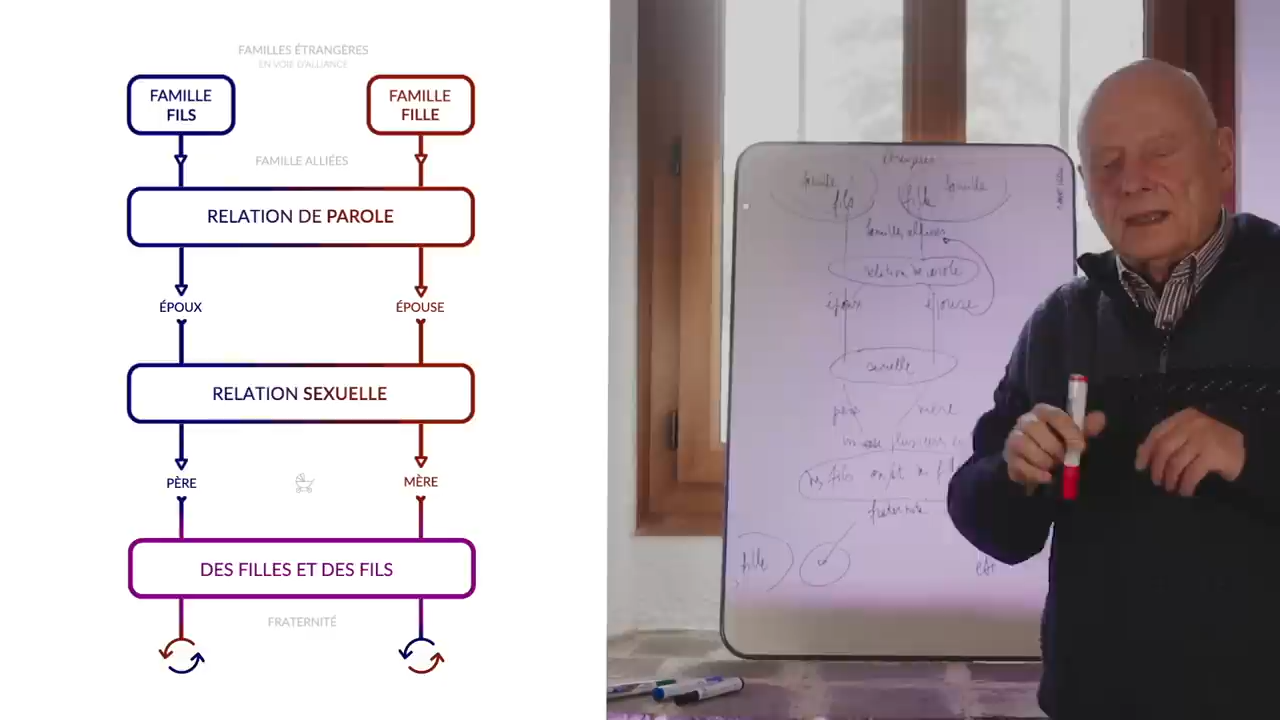 FAMILLES ÉTRANGÈRES
EN VOIE D'ALLIANCE
FAMILLE
FILS
FAMILLE
FILLE
FAMILLE ALLIÉES
RELATION DE PAROLE
ÉPOUX
ÉPOUSE
RELATION SEXUELLE
PÈRE
MÈRE
DES FILLES ET DES FILS
FRATERNITÉ
famille
famille
fils
fille
familles alliées
relation de parole
époux
épouse
sexuelle
père
mère
fraternité
fille